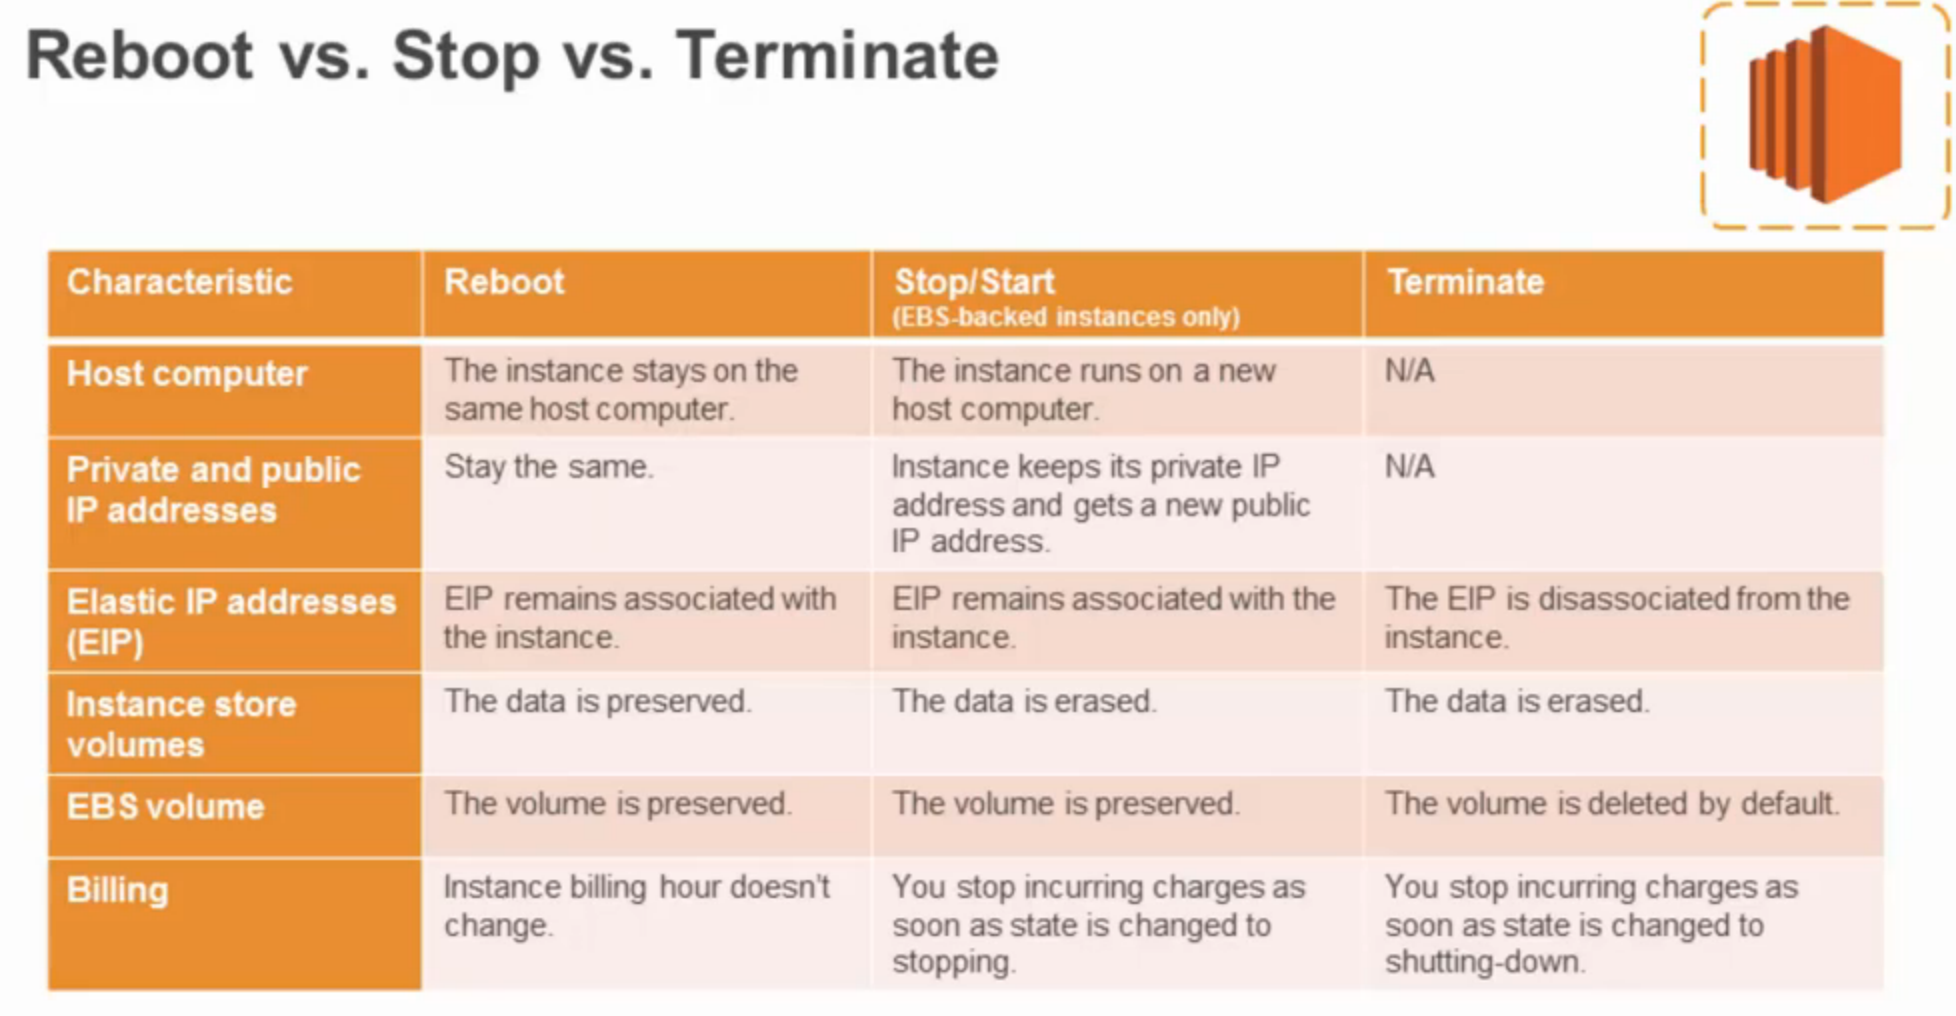 Reboot vs. Stop vs. Terminate
Characteristic
Reboot
Stop/Start
(EBS-backed instances only)
Terminate
Host computer
The instance stays on the
same host computer.
The instance runs on a new
host computer.
N/A
Private and public
IP addresses
Stay the same.
Instance keeps its private IP
address and gets a new public
IP address.
N/A
Elastic IP addresses
(EIP)
EIP remains associated with
the instance.
EIP remains associated with the
instance.
The EIP is disassociated from the
instance.
Instance store
volumes
The data is preserved.
The data is erased.
The data is erased.
EBS volume
The volume is preserved.
The volume is preserved.
The volume is deleted by default.
Billing
Instance billing hour doesn't
change.
You stop incurring charges as
soon as state is changed to
stopping.
You stop incurring charges as
soon as state is changed to
shutting-down.